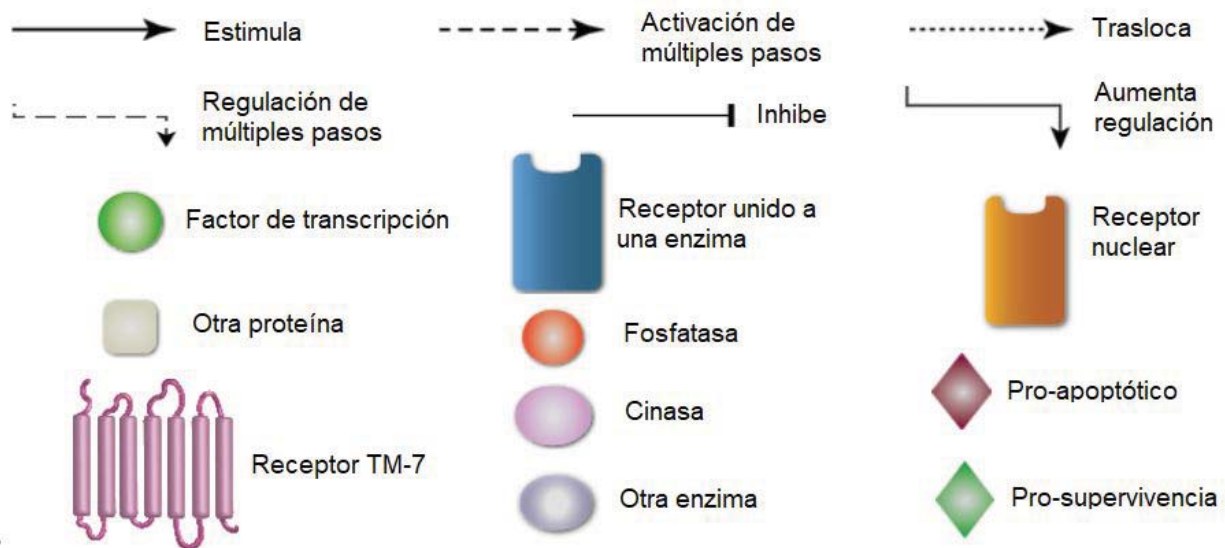 Estimula
Activación de
múltiples pasos
Trasloca
Regulación de
múltiples pasos
Inhibe
Aumenta
regulación
Factor de transcripción
Receptor unido a
una enzima
Receptor
nuclear
Otra proteína
Fosfatasa
Cinasa
Pro-apoptótico
Receptor TM-7
Otra enzima
Pro-supervivencia